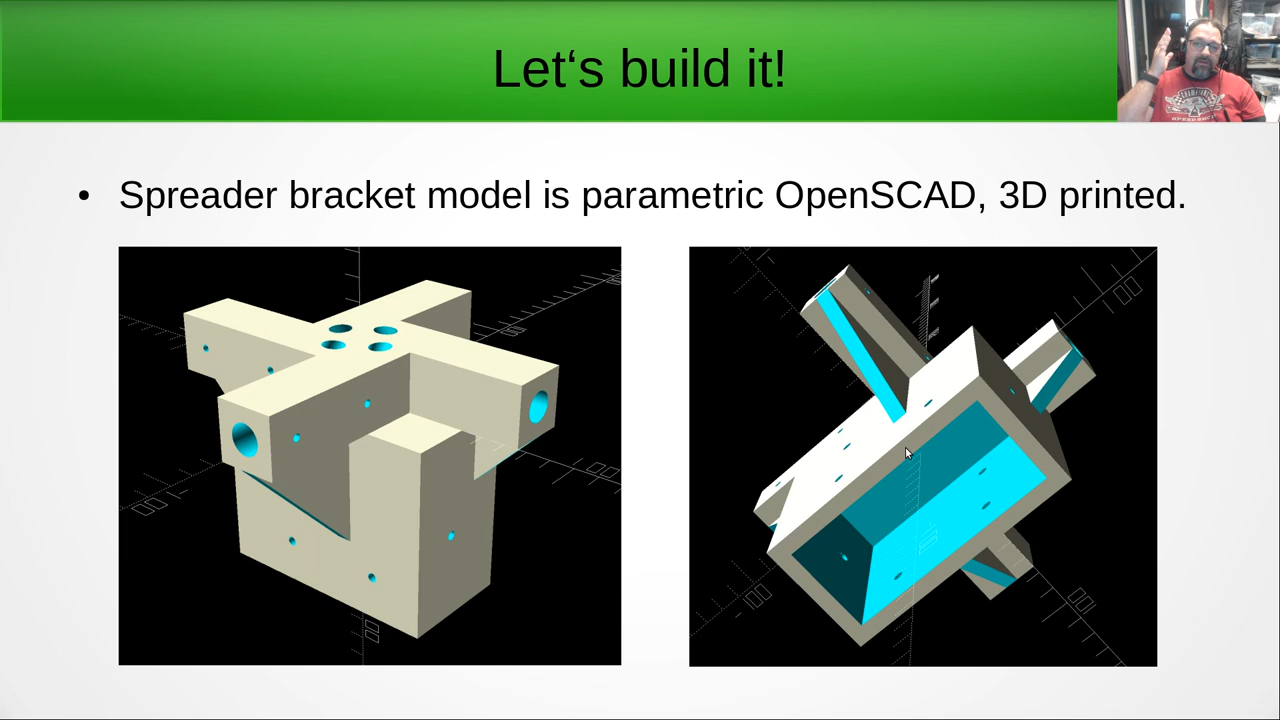 Let‘s build it!
• Spreader bracket model is parametric OpenSCAD, 3D printed.